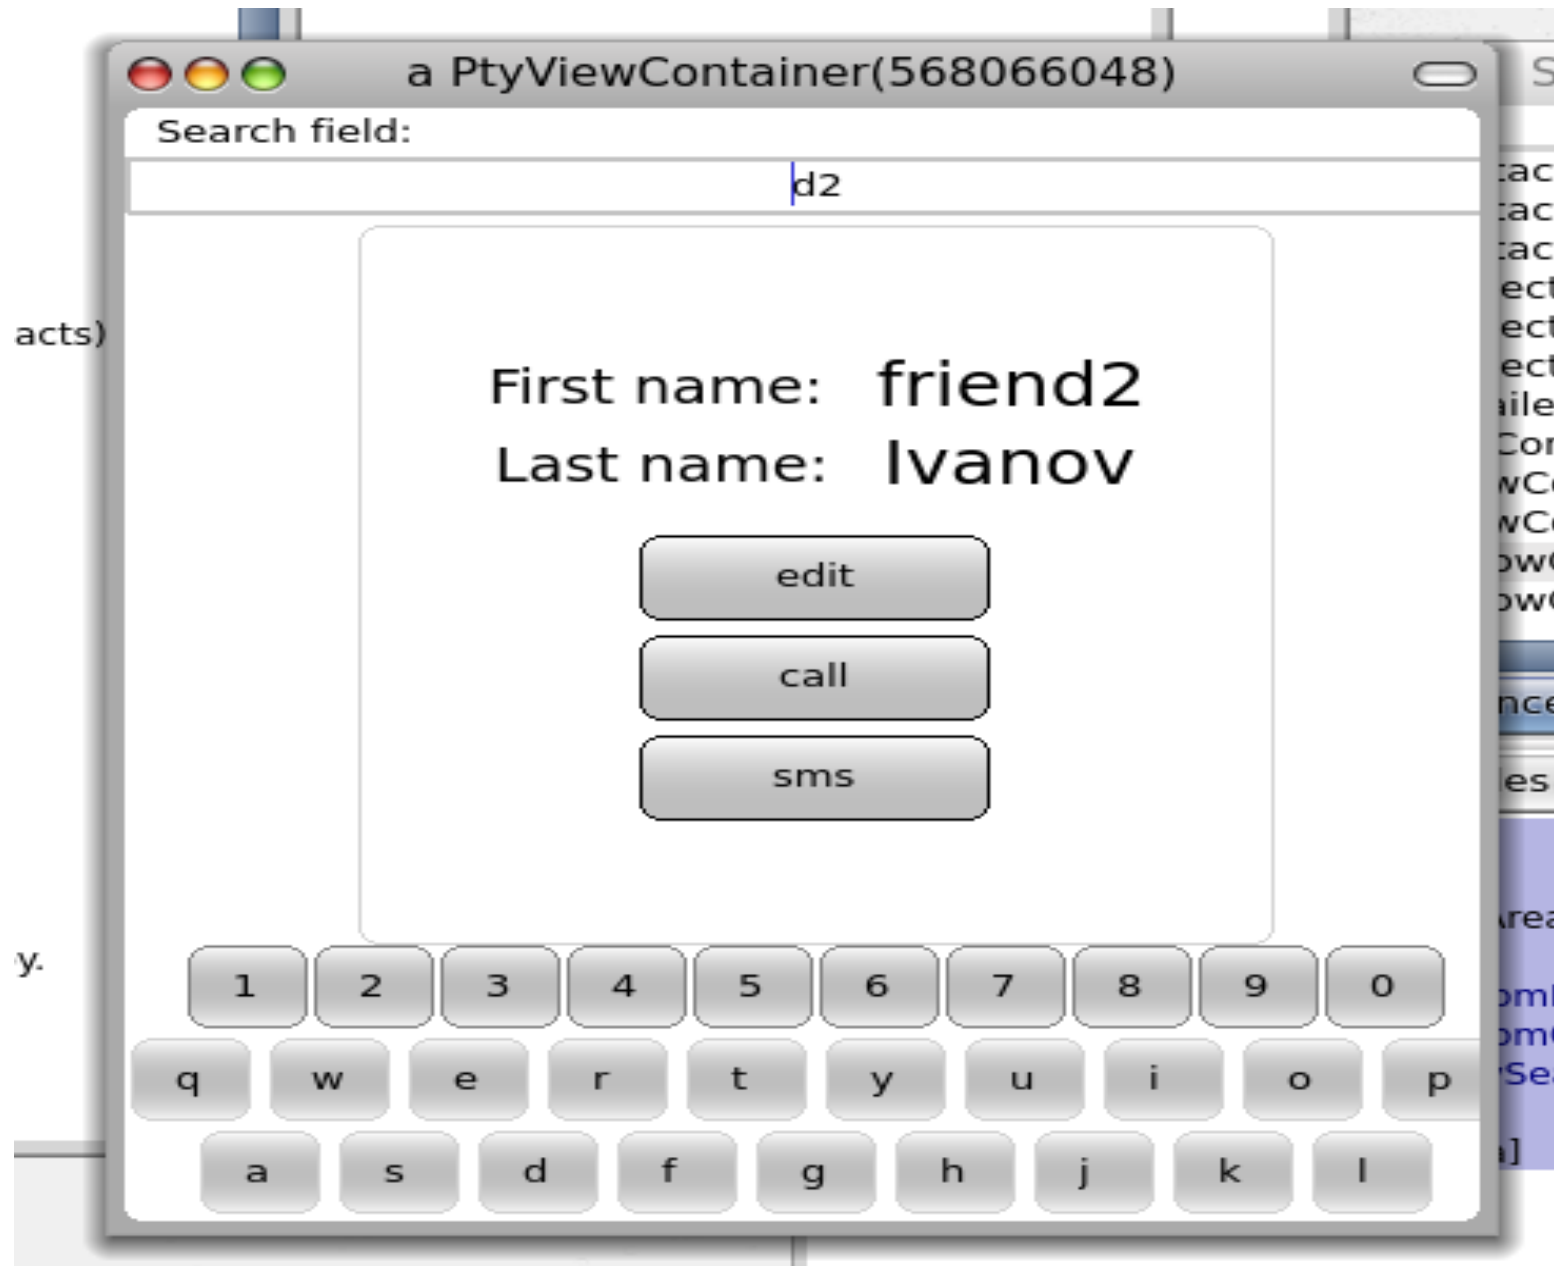 a PtyViewContainer(568066048)
Search field:
d2
acts)
First name: friend2
Last name: Ivanov
edit
call
sms
y.
1 2 3 4 5 6 7 8 9 0
q w e r t y u i o p
a s d f g h j k l